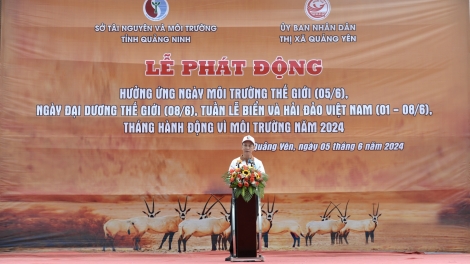 SỞ TÀI NGUYÊN VÀ MÔI TRƯỜNG
TỈNH QUẢNG NINH
ỦY BAN NHÂN DÂN
THỊ XÃ QUẢNG YÊN
LỄ PHÁT ĐỘNG
HƯỞNG ỨNG NGÀY MÔI TRƯỜNG THẾ GIỚI (05/6),
NGÀY ĐẠI DƯƠNG THẾ GIỚI (08/6), TUẦN LỄ BIỂN VÀ HẢI ĐẢO VIỆT NAM (01 - 08/6),
THÁNG HÀNH ĐỘNG VÌ MÔI TRƯỜNG NĂM 2024
Quảng Yên, ngày 05 tháng 6 năm 2024